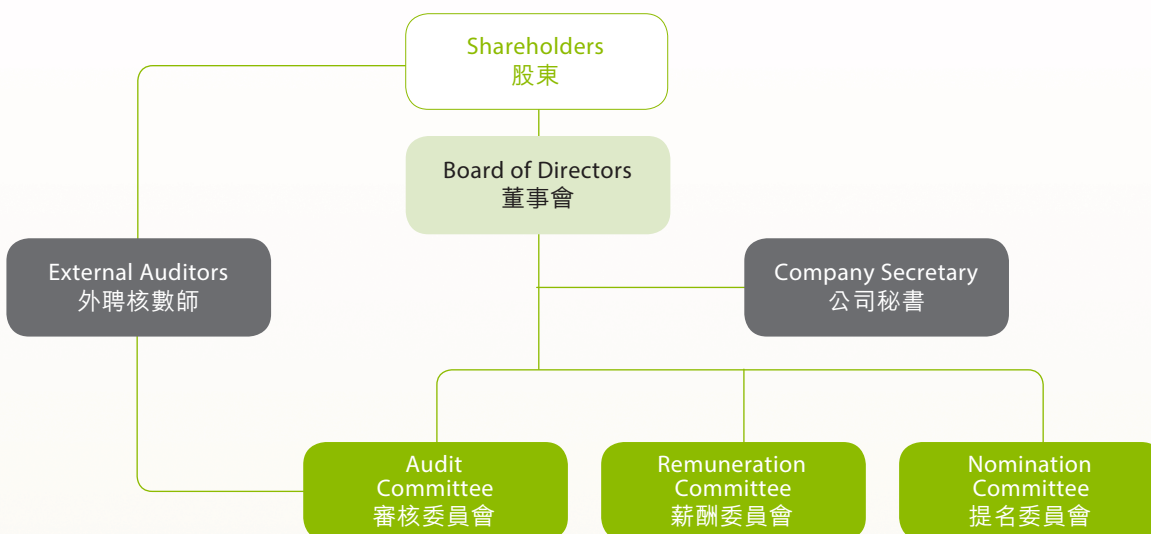 Shareholders
股東
Board of Directors
董事會
External Auditors
外聘核數師
Company Secretary
公司秘書
Audit
Committee
審核委員會
Remuneration
Committee
薪酬委員會
Nomination
Committee
提名委員會